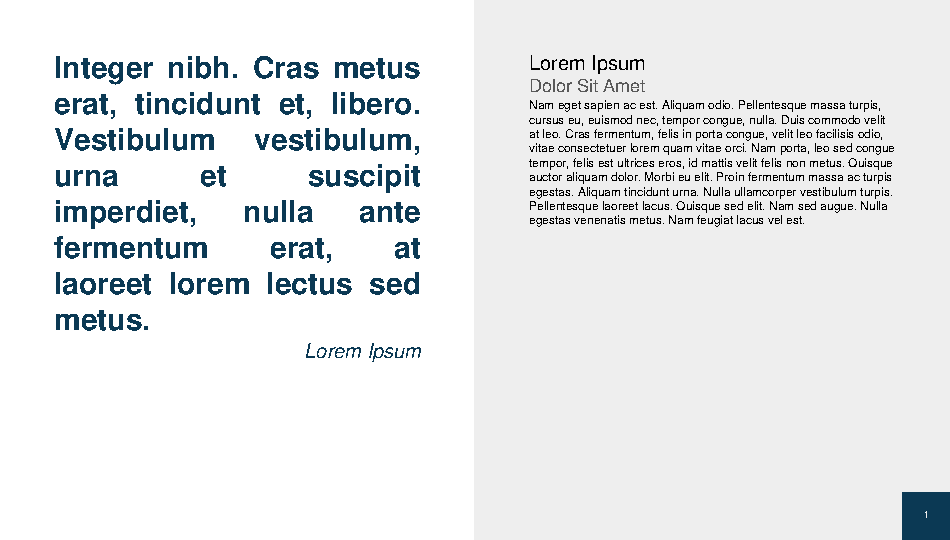 Integer nibh. Cras metus
erat, tincidunt et, libero.
Vestibulum vestibulum,
urna et suscipit
imperdiet, nulla ante
fermentum erat, at
laoreet lorem lectus sed
metus.
Lorem Ipsum
Lorem Ipsum
Dolor Sit Amet
Nam eget sapien ac est. Aliquam odio. Pellentesque massa turpis,
cursus eu, euismod nec, tempor congue, nulla. Duis commodo velit
at leo. Cras fermentum, felis in porta congue, velit leo facilisis odio,
vitae consectetuer lorem quam vitae orci. Nam porta, leo sed congue
tempor, felis est ultrices eros, id mattis velit felis non metus. Quisque
auctor aliquam dolor. Morbi eu elit. Proin fermentum massa ac turpis
egestas. Aliquam tincidunt urna. Nulla ullamcorper vestibulum turpis.
Pellentesque laoreet lacus. Quisque sed elit. Nam sed augue. Nulla
egestas venenatis metus. Nam feugiat lacus vel est.
1